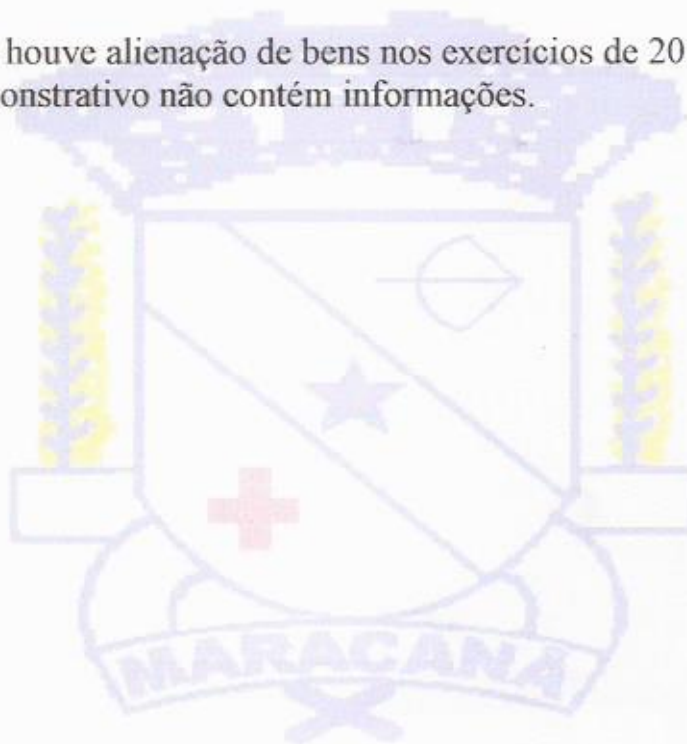 houve alienação de bens nos exercícios de 20
onstrativo não contém informações.
MARACANÃ